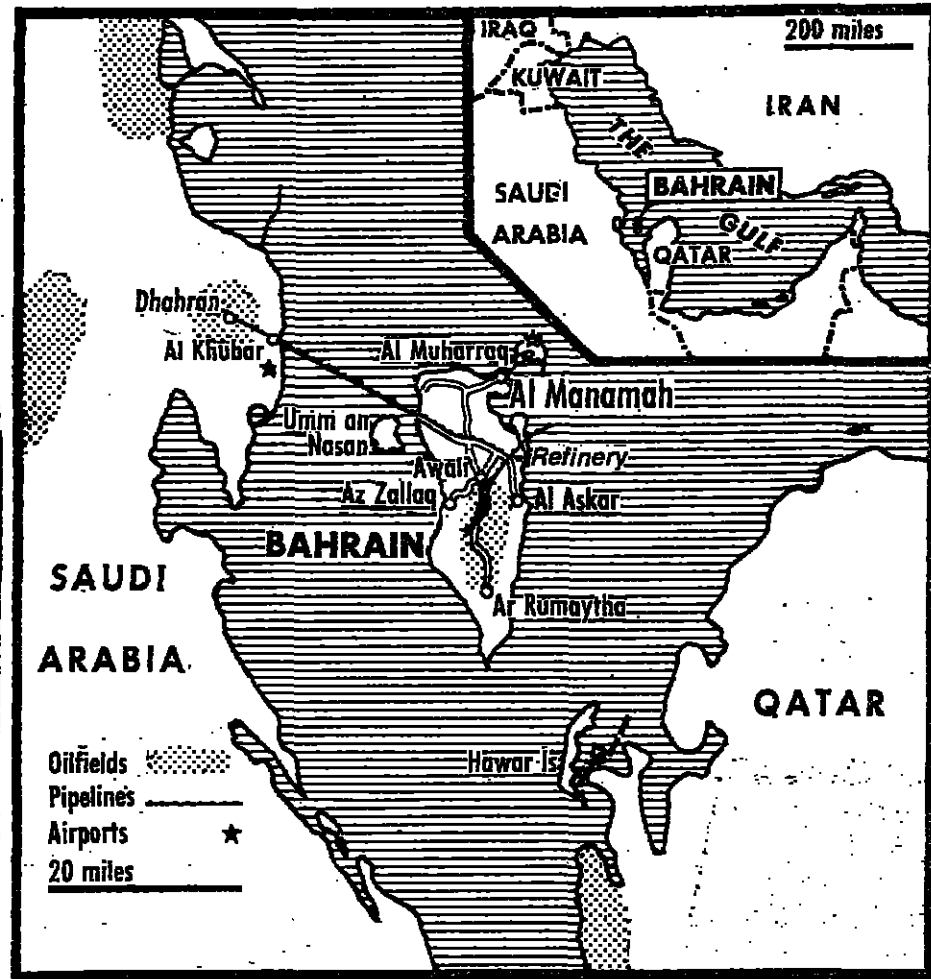 IRAQ
200 miles
KUWAIT
IRAN
THE
SAUDI
ARABIA
BAHRAIN
GULF
QATAR
Dhahran
Al Khubar
Al Muharraq
Al Manamah
Umm an
Nasan
Refinery
Awali
Az Zallaq
Al Askar
BAHRAIN
SAUDI
ARABIA
Ar Rumaytha
QATAR
Hawar Is
Oilfields
Pipelines
Airports
20 miles